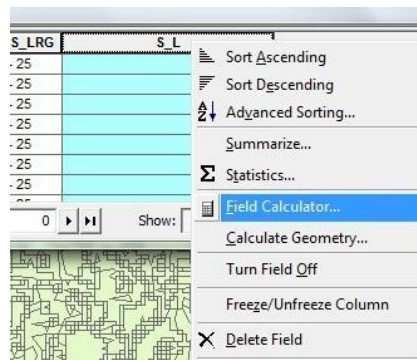 S_LRG S_L
- 25
- 25
- 25
- 25
- 25
- 25
- 25
0 Show:
Sort Ascending
Sort Descending
Advanced Sorting...
Summarize...
Σ Statistics...
Field Calculator...
Calculate Geometry...
Turn Field Off
Freeze/Unfreeze Column
Delete Field